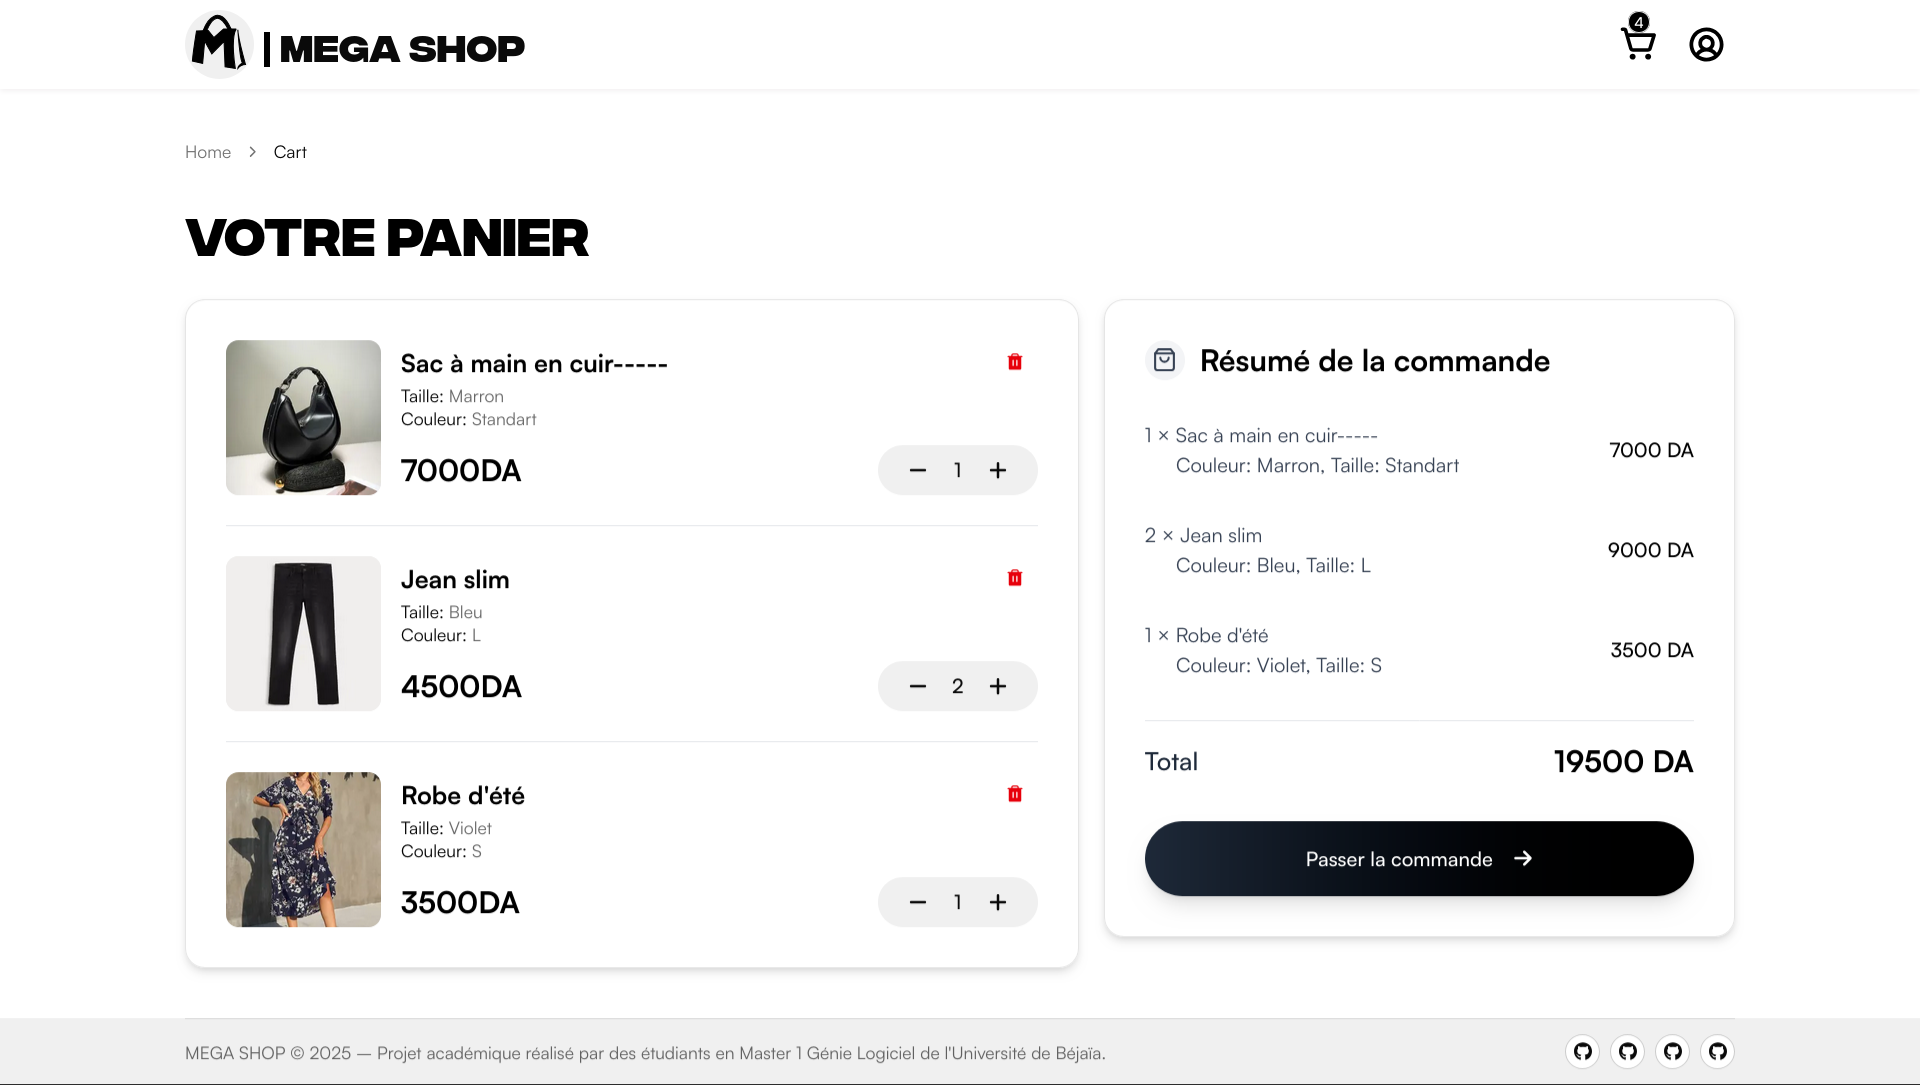 | MEGA SHOP
4
Home > Cart
VOTRE PANIER
Sac à main en cuir-----
Taille: Marron
Couleur: Standart
7000DA
− 1 +
Jean slim
Taille: Bleu
Couleur: L
4500DA
− 2 +
Robe d'été
Taille: Violet
Couleur: S
3500DA
− 1 +
Résumé de la commande
1 × Sac à main en cuir-----
Couleur: Marron, Taille: Standart
7000 DA
2 × Jean slim
Couleur: Bleu, Taille: L
9000 DA
1 × Robe d'été
Couleur: Violet, Taille: S
3500 DA
Total 19500 DA
Passer la commande →
MEGA SHOP © 2025 — Projet académique réalisé par des étudiants en Master 1 Génie Logiciel de l'Université de Béjaïa.